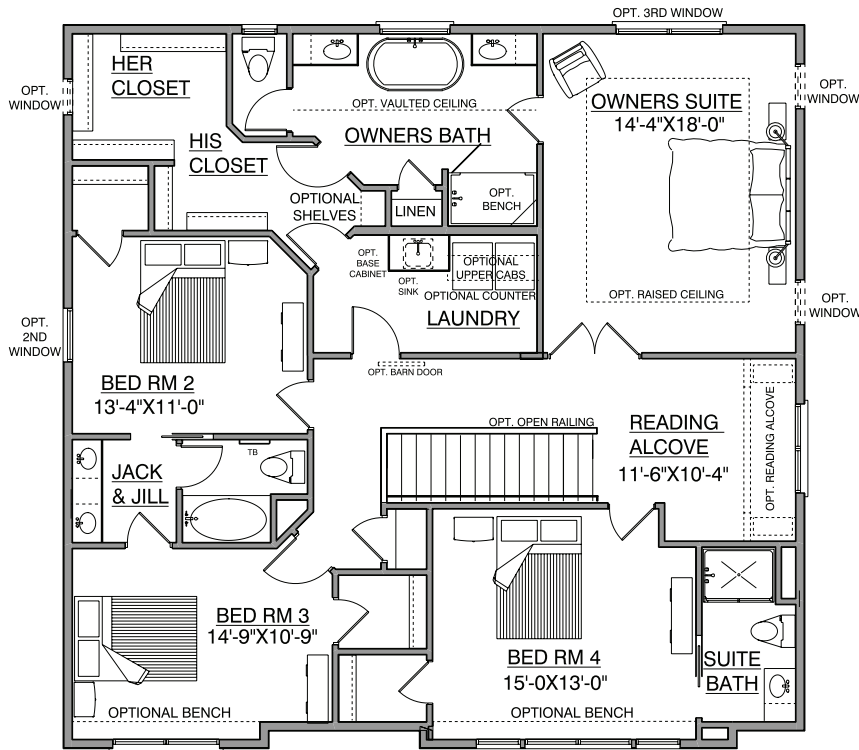 OPT. 3RD WINDOW
HER
CLOSET
OPT.
WINDOW
OPT. VAULTED CEILING
OWNERS BATH
OWNERS SUITE
14'-4"X18'-0"
OPT.
WINDOW
HIS
CLOSET
OPTIONAL
SHELVES
LINEN
OPT.
BENCH
OPT.
BASE
CABINET
OPT.
SINK
OPTIONAL
UPPER CABS
OPTIONAL COUNTER
LAUNDRY
OPT. RAISED CEILING
OPT.
WINDOW
OPT.
2ND
WINDOW
BED RM 2
13'-4"X11'-0"
OPT. BARN DOOR
OPT. OPEN RAILING
READING
ALCOVE
11'-6"X10'-4"
OPT. READING ALCOVE
JACK
& JILL
TB
BED RM 3
14'-9"X10'-9"
OPTIONAL BENCH
BED RM 4
15'-0X13'-0"
OPTIONAL BENCH
SUITE
BATH